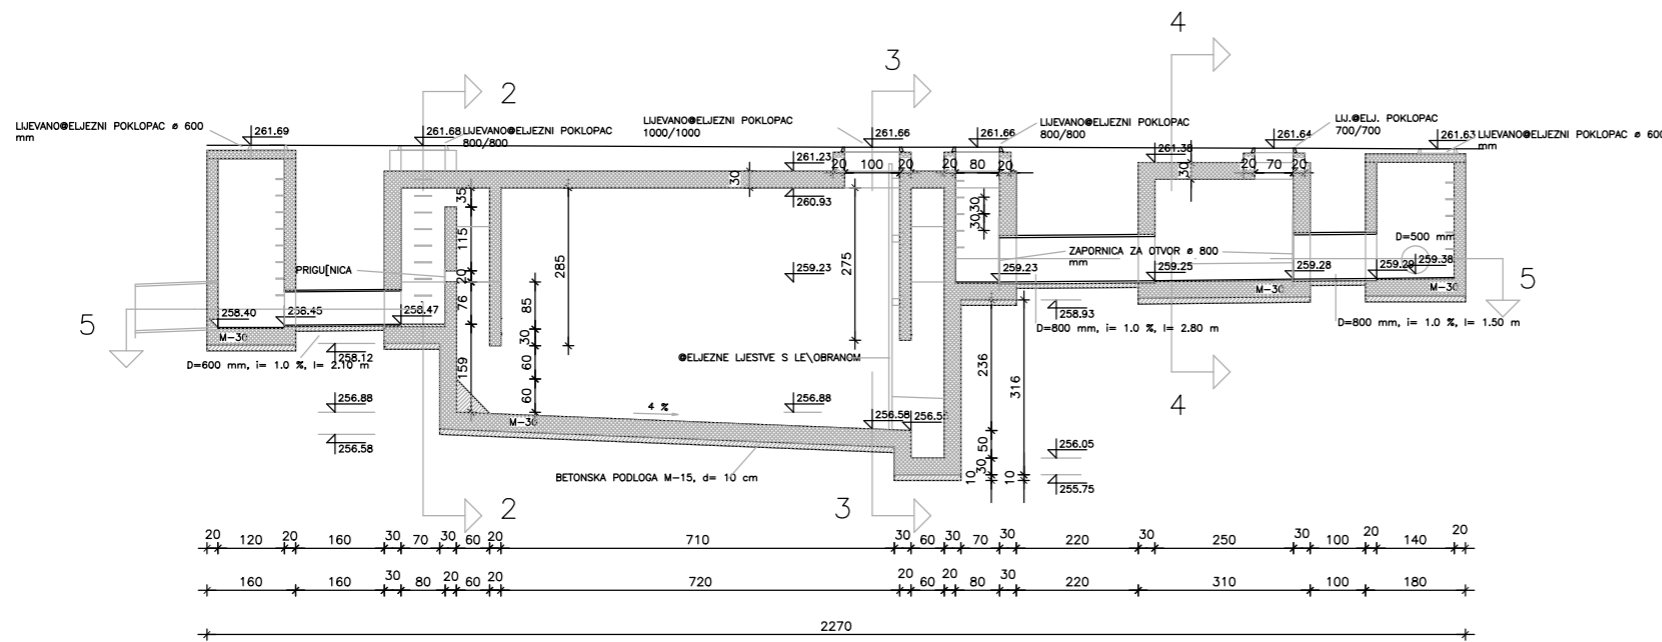 4
3
2
LIJEVANO@ELJEZNI POKLOPAC ø 600
mm
261.69
261.68
LIJEVANO@ELJEZNI POKLOPAC
800/800
LIJEVANO@ELJEZNI POKLOPAC
1000/1000
261.66
261.66
LIJEVANO@ELJEZNI POKLOPAC
800/800
261.38
261.64
LIJ.@ELJ. POKLOPAC
700/700
261.63
LIJEVANO@ELJEZNI POKLOPAC ø 600
mm
261.23
20 100 20
20 80 20
20 70 20
30
30
260.93
35
115
20
76
159
285
85
30
60
60
275
30
30
PRIGU[NICA
259.23
259.23
ZAPORNICA ZA OTVOR ø 800
mm
259.25
259.28
259.29
D=500 mm
259.38
M-30
M-30
5
5
258.40
258.45
258.47
M-30
258.12
D=600 mm, i= 1.0 %, l= 2.10 m
258.93
D=800 mm, i= 1.0 %, l= 2.80 m
D=800 mm, i= 1.0 %, l= 1.50 m
@ELJEZNE LJESTVE S LE\OBRANOM
236
316
256.88
256.88
4 %
M-30
256.58
256.58
50
30
10
10
256.05
255.75
BETONSKA PODLOGA M-15, d= 10 cm
4
2
3
20 120 20 160 30 70 30 60 20 710 30 60 30 70 30 220 30 250 30 100 20 140 20
160 160 30 80 20 60 20 720 20 60 20 80 30 220 310 100 180
2270